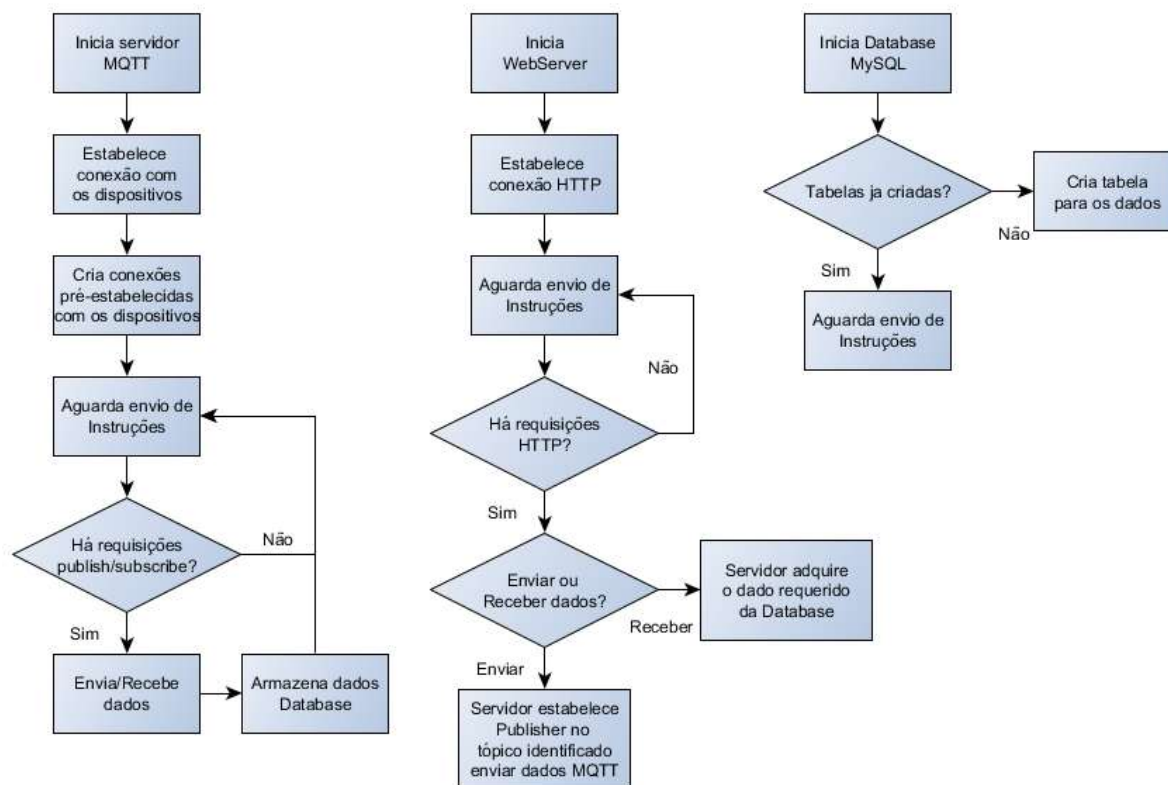 Inicia servidor
MQTT
Estabelece
conexão com
os dispositivos
Cria conexões
pré-estabelecidas
com os dispositivos
Aguarda envio de
Instruções
Há requisições
publish/subscribe?
Não
Sim
Envia/Recebe
dados
Armazena dados
Database
Inicia
WebServer
Estabelece
conexão HTTP
Aguarda envio de
Instruções
Não
Há requisições
HTTP?
Sim
Enviar ou
Receber dados?
Receber
Servidor adquire
o dado requerido
da Database
Enviar
Servidor estabelece
Publisher no
tópico identificado
enviar dados MQTT
Inicia Database
MySQL
Tabelas ja criadas?
Não
Cria tabela
para os dados
Sim
Aguarda envio de
Instruções